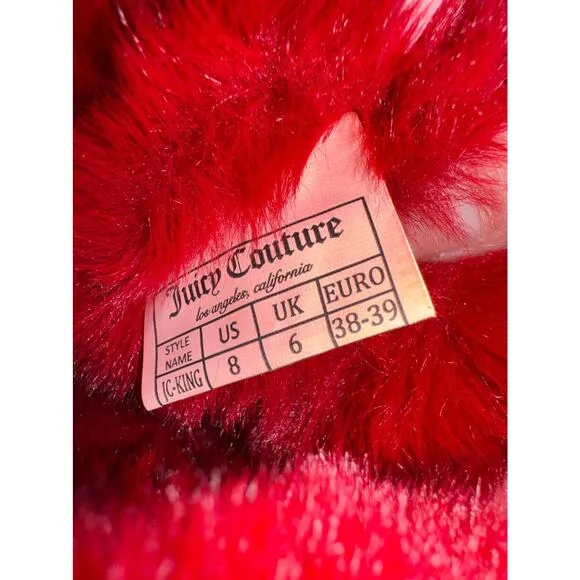 Juicy Couture
los angeles, california
STYLE NAME US UK EURO
JC-KING 8 6 38-39